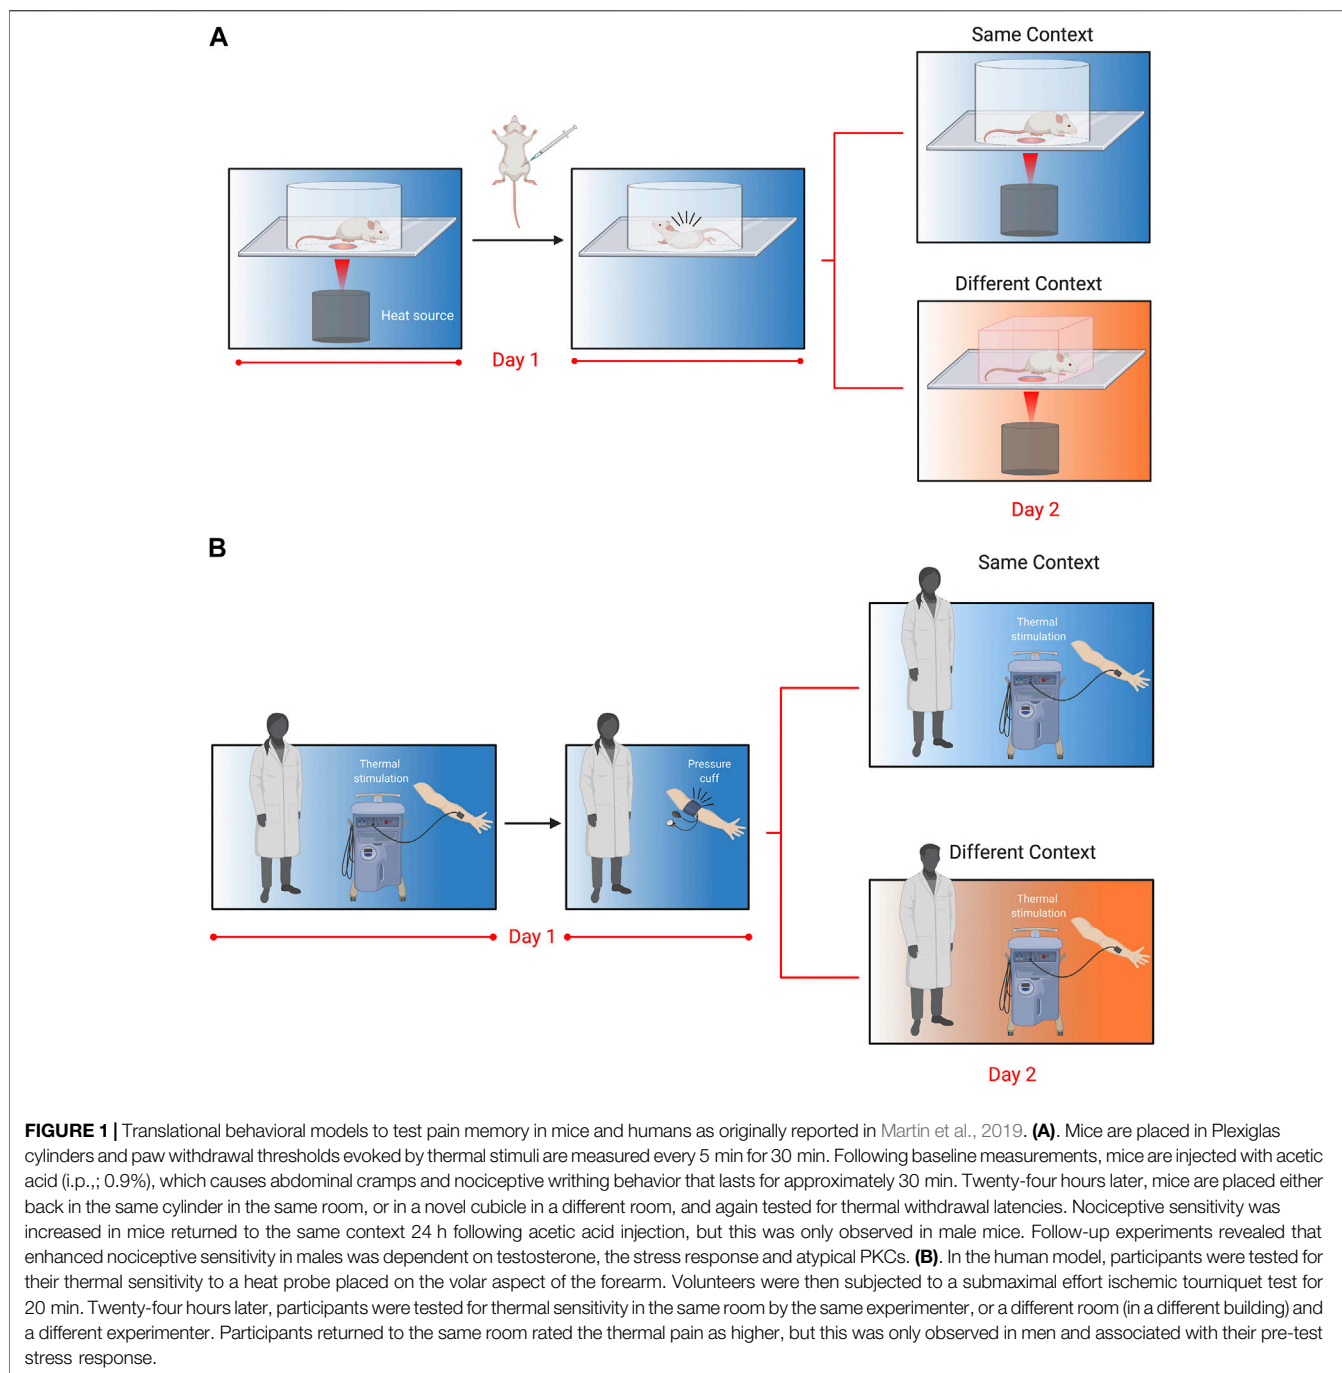 A
Same Context
Heat source
Day 1
Different Context
Day 2
B
Same Context
Thermal
stimulation
Thermal
stimulation
Pressure
cuff
Day 1
Different Context
Thermal
stimulation
Day 2
FIGURE 1 | Translational behavioral models to test pain memory in mice and humans as originally reported in Martin et al., 2019. (A). Mice are placed in Plexiglas
cylinders and paw withdrawal thresholds evoked by thermal stimuli are measured every 5 min for 30 min. Following baseline measurements, mice are injected with acetic
acid (i.p.,; 0.9%), which causes abdominal cramps and nociceptive writhing behavior that lasts for approximately 30 min. Twenty-four hours later, mice are placed either
back in the same cylinder in the same room, or in a novel cubicle in a different room, and again tested for thermal withdrawal latencies. Nociceptive sensitivity was
increased in mice returned to the same context 24 h following acetic acid injection, but this was only observed in male mice. Follow-up experiments revealed that
enhanced nociceptive sensitivity in males was dependent on testosterone, the stress response and atypical PKCs. (B). In the human model, participants were tested for
their thermal sensitivity to a heat probe placed on the volar aspect of the forearm. Volunteers were then subjected to a submaximal effort ischemic tourniquet test for
20 min. Twenty-four hours later, participants were tested for thermal sensitivity in the same room by the same experimenter, or a different room (in a different building) and
a different experimenter. Participants returned to the same room rated the thermal pain as higher, but this was only observed in men and associated with their pre-test
stress response.